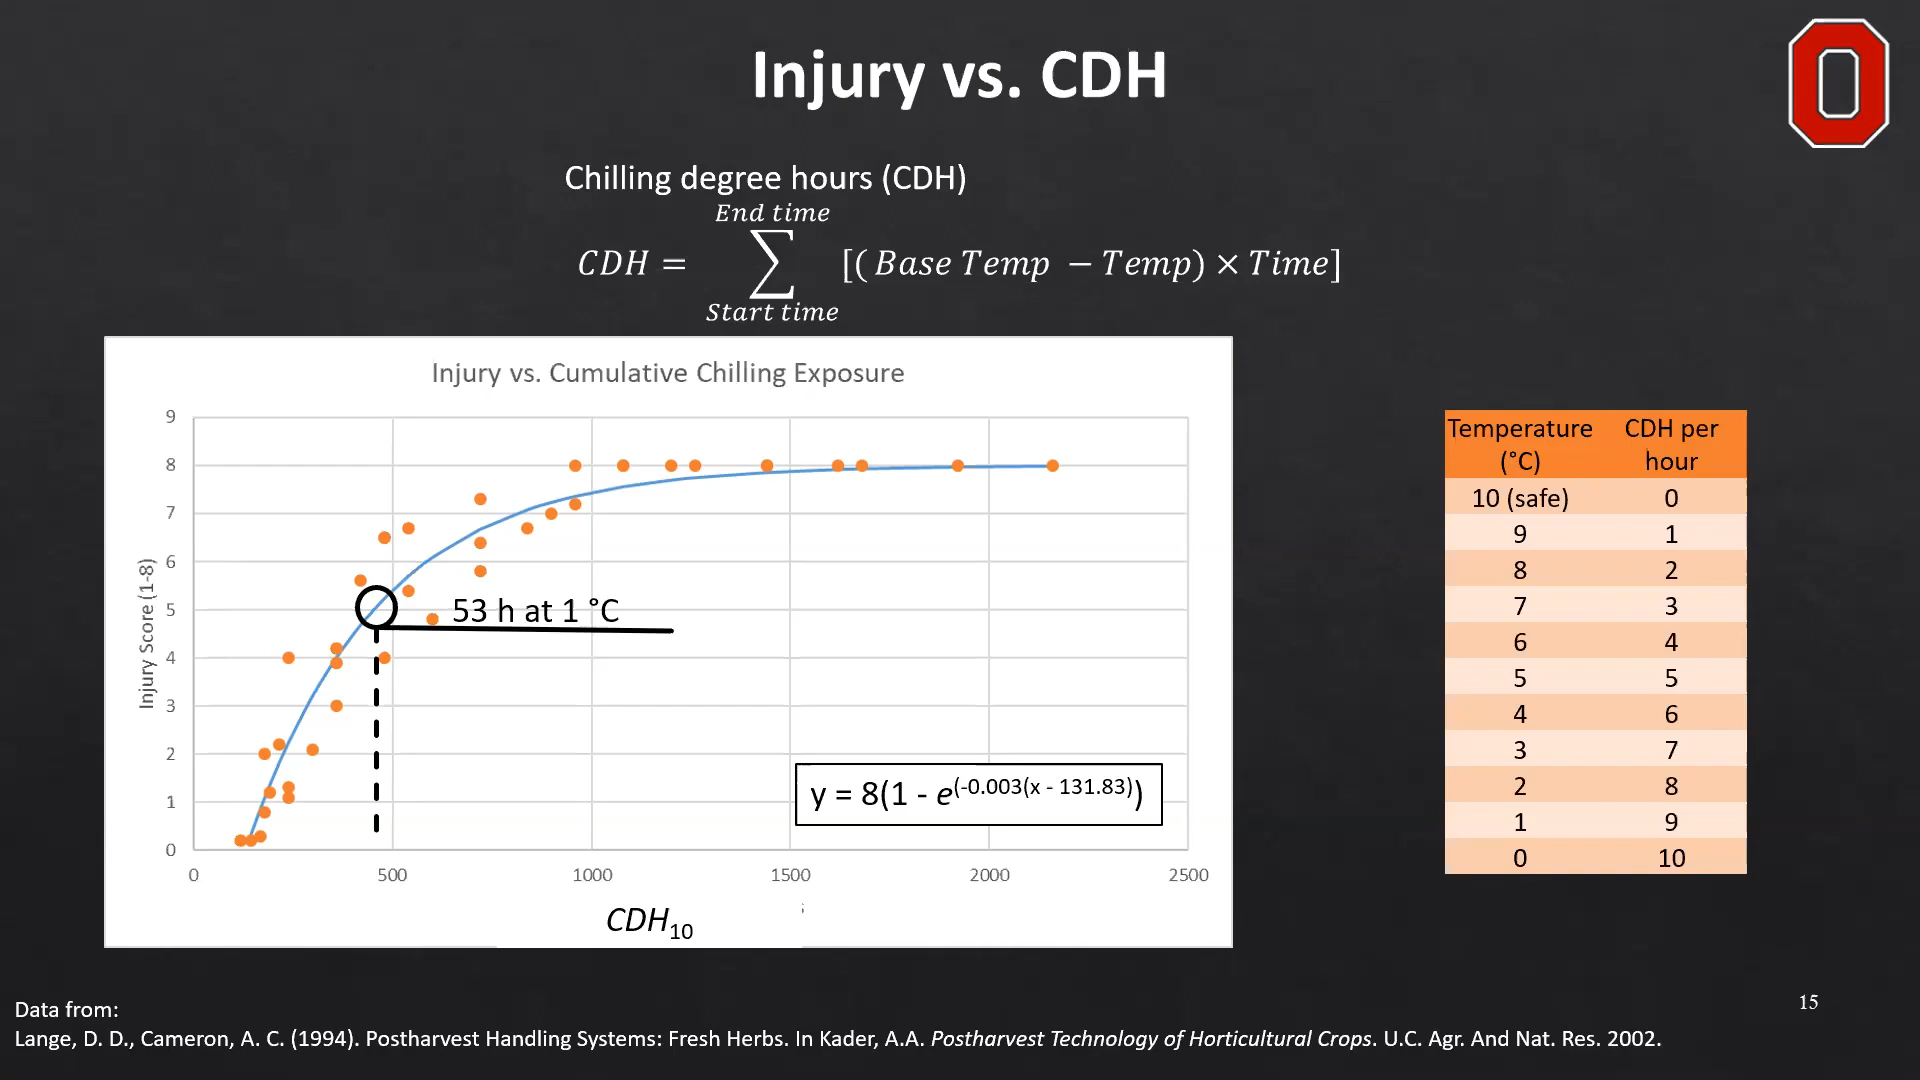 Injury vs. CDH
Chilling degree hours (CDH)
End time
CDH = ∑ [( Base Temp − Temp) × Time]
Start time
Injury vs. Cumulative Chilling Exposure
9
8
7
6
5
4
3
2
1
0
Injury Score (1-8)
53 h at 1 °C
y = 8(1 - e^(-0.003(x - 131.83)))
0 500 1000 1500 2000 2500
CDH₁₀
Temperature CDH per
(°C) hour
10 (safe) 0
9 1
8 2
7 3
6 4
5 5
4 6
3 7
2 8
1 9
0 10
15
Data from:
Lange, D. D., Cameron, A. C. (1994). Postharvest Handling Systems: Fresh Herbs. In Kader, A.A. Postharvest Technology of Horticultural Crops. U.C. Agr. And Nat. Res. 2002.